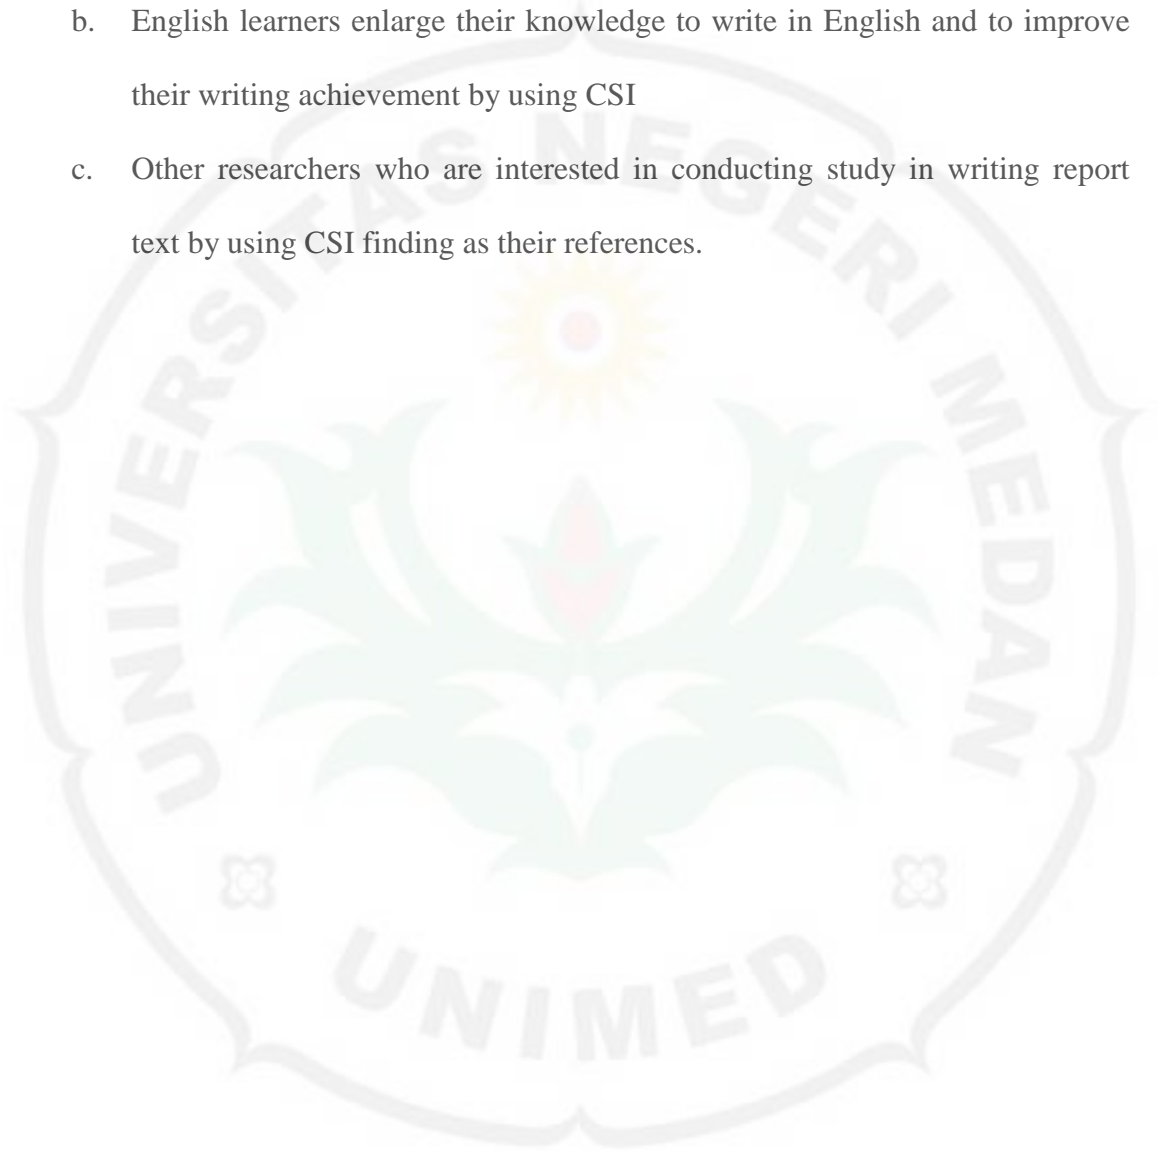 b. English learners enlarge their knowledge to write in English and to improve
their writing achievement by using CSI
c. Other researchers who are interested in conducting study in writing report
text by using CSI finding as their references.
UNIVERSITAS NEGERI MEDAN
UNIMED